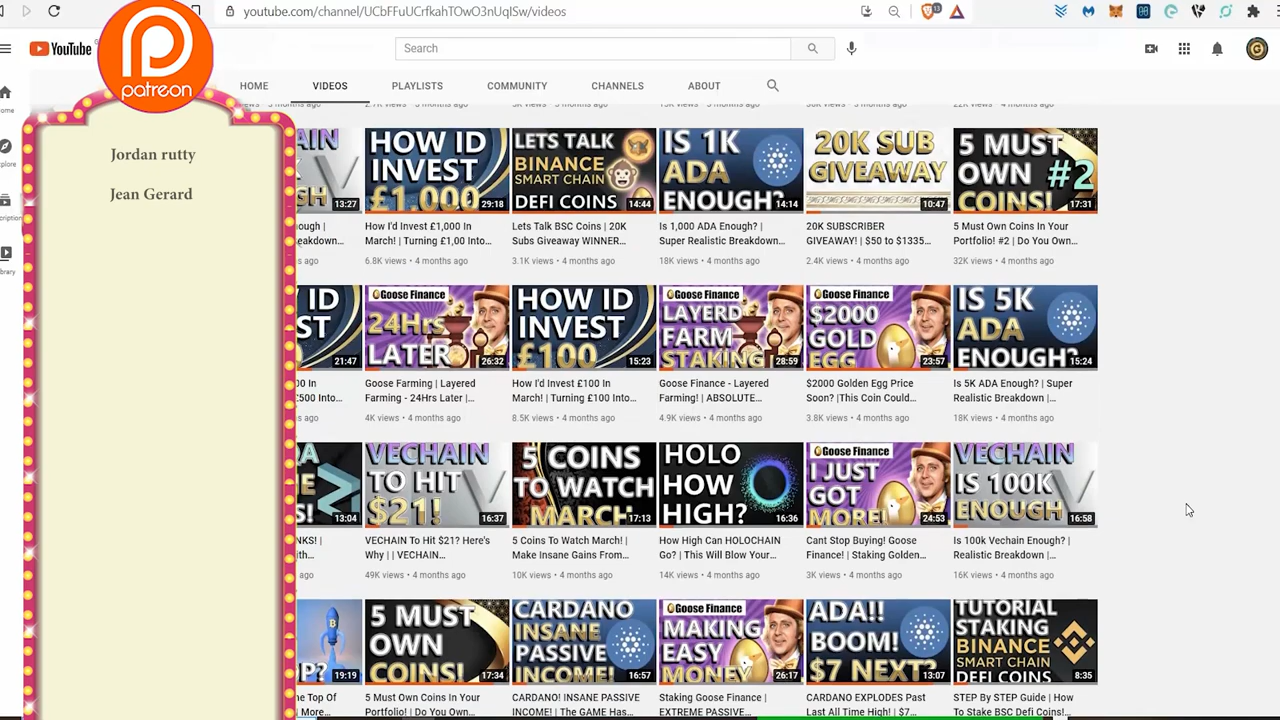 youtube.com/channel/UCbFFuUCrfkahTOwO3nUqISw/videos
13
patreon
Jordan rutty
Jean Gerard
YouTube
Search
HOME
VIDEOS
PLAYLISTS
COMMUNITY
CHANNELS
ABOUT
13:27
HOW ID
INVEST
£1,000
29:18
LETS TALK
BINANCE
SMART CHAIN
DEFI COINS
14:44
IS 1K
ADA
ENOUGH?
14:14
20K SUB
GIVEAWAY
10:47
5 MUST
OWN #2
COINS!
17:31
How I'd Invest £1,000 In
March! | Turning £1,00 Into...
6.8K views • 4 months ago
Lets Talk BSC Coins | 20K
Subs Giveaway WINNER...
3.1K views • 4 months ago
Is 1,000 ADA Enough? |
Super Realistic Breakdown...
18K views • 4 months ago
20K SUBSCRIBER
GIVEAWAY! | $50 to $1335...
2.4K views • 4 months ago
5 Must Own Coins In Your
Portfolio! #2 | Do You Own...
32K views • 4 months ago
21:47
Goose Finance
24Hrs
LATER
26:32
HOW ID
INVEST
£100
15:23
Goose Finance
LAYERD
FARM
STAKING
28:59
Goose Finance
$2000
GOLD
EGG
23:57
IS 5K
ADA
ENOUGH?
15:24
Goose Farming | Layered
Farming - 24Hrs Later |...
4K views • 4 months ago
How I'd Invest £100 In
March! | Turning £100 Into...
8.5K views • 4 months ago
Goose Finance - Layered
Farming! | ABSOLUTE...
4.9K views • 4 months ago
$2000 Golden Egg Price
Soon? |This Coin Could...
3.8K views • 4 months ago
Is 5K ADA Enough? | Super
Realistic Breakdown |...
18K views • 4 months ago
13:04
VECHAIN
TO HIT
$21!
16:37
5 COINS
TO WATCH
MARCH!
17:13
HOLO
HOW
HIGH?
16:36
Goose Finance
I JUST
GOT
MORE!
24:53
VECHAIN
IS 100K
ENOUGH
16:58
VECHAIN To Hit $21? Here's
Why | | VECHAIN...
49K views • 4 months ago
5 Coins To Watch March! |
Make Insane Gains From...
10K views • 4 months ago
How High Can HOLOCHAIN
Go? | This Will Blow Your...
14K views • 4 months ago
Cant Stop Buying! Goose
Finance! | Staking Golden...
3K views • 4 months ago
Is 100k Vechain Enough? |
Realistic Breakdown |...
16K views • 4 months ago
19:19
5 MUST
OWN
COINS!
17:34
CARDANO
INSANE
PASSIVE
INCOME!
16:57
Goose Finance
MAKING
EASY
MONEY
26:17
ADA!!
BOOM!
$7 NEXT?
13:07
TUTORIAL
STAKING
BINANCE
SMART CHAIN
DEFI COINS
8:35
5 Must Own Coins In Your
Portfolio! | Do You Own...
CARDANO! INSANE PASSIVE
INCOME! | The GAME Has...
Staking Goose Finance |
EXTREME PASSIVE...
CARDANO EXPLODES Past
Last All Time High! | $7...
STEP By STEP Guide | How
To Stake BSC Defi Coins!...